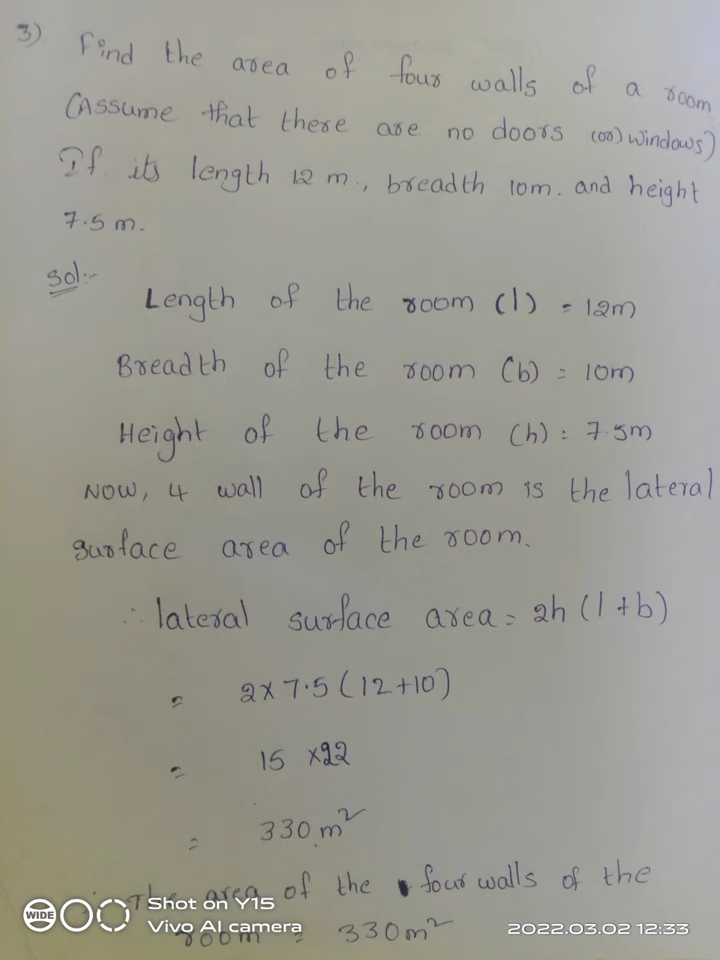 3) Find the area of four walls of a room
(Assume that there are no doors (or) windows)
If. its length 12 m., breadth 10m. and height
7.5 m.
Sol:-
Length of the room (l) = 12m
Breadth of the room (b) = 10m
Height of the room (h) = 7.5m
Now, 4 wall of the room is the lateral
surface area of the room.
∴ lateral surface area = 2h (l+b)
= 2x 7.5 (12+10)
= 15 x22
= 330 m²
∴ The area of the four walls of the
room = 330m²
WIDE
Shot on Y15
Vivo AI camera
2022.03.02 12:33